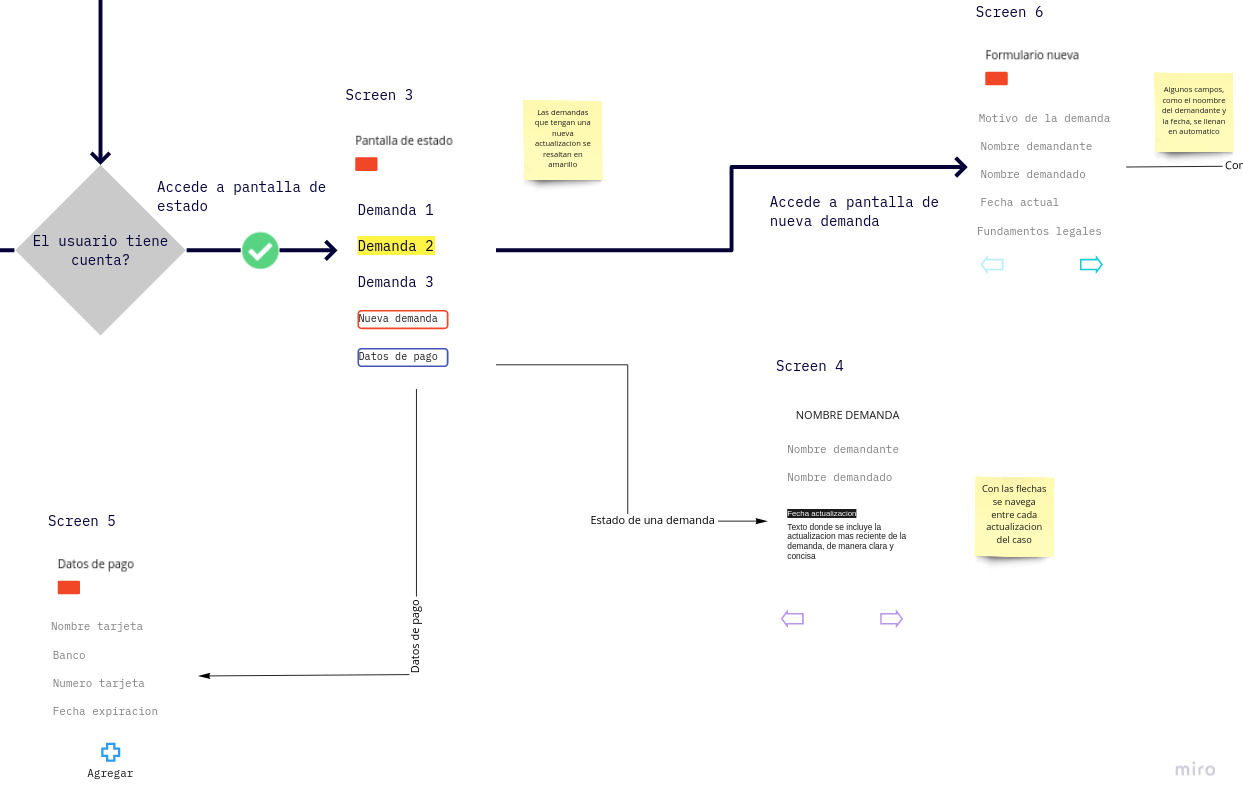 Screen 6
Formulario nueva
Algunos campos,
como el noombre
del demandante y
la fecha, se llenan
en automatico
Motivo de la demanda
Nombre demandante
Nombre demandado
Fecha actual
Fundamentos legales
Cor
Screen 3
Pantalla de estado
Las demandas
que tengan una
nueva
actualizacion se
resaltan en
amarillo
Demanda 1
Demanda 2
Demanda 3
Nueva demanda
Datos de pago
El usuario tiene
cuenta?
Accede a pantalla de
estado
Accede a pantalla de
nueva demanda
Screen 4
NOMBRE DEMANDA
Nombre demandante
Nombre demandado
Fecha actualizacion
Texto donde se incluye la
actualizacion mas reciente de la
demanda, de manera clara y
concisa
Con las flechas
se navega
entre cada
actualizacion
del caso
Estado de una demanda
Datos de pago
Screen 5
Datos de pago
Nombre tarjeta
Banco
Numero tarjeta
Fecha expiracion
Agregar
miro